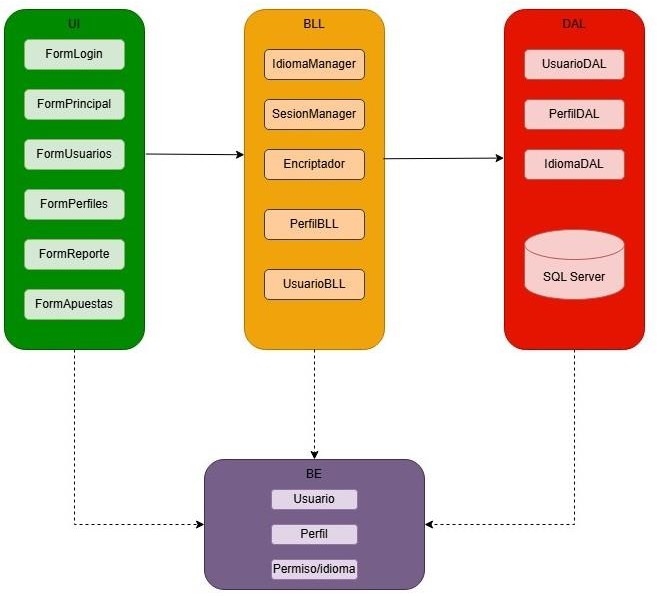 UI
FormLogin
FormPrincipal
FormUsuarios
FormPerfiles
FormReporte
FormApuestas
BLL
IdiomaManager
SesionManager
Encriptador
PerfilBLL
UsuarioBLL
DAL
UsuarioDAL
PerfilDAL
IdiomaDAL
SQL Server
BE
Usuario
Perfil
Permiso/idioma